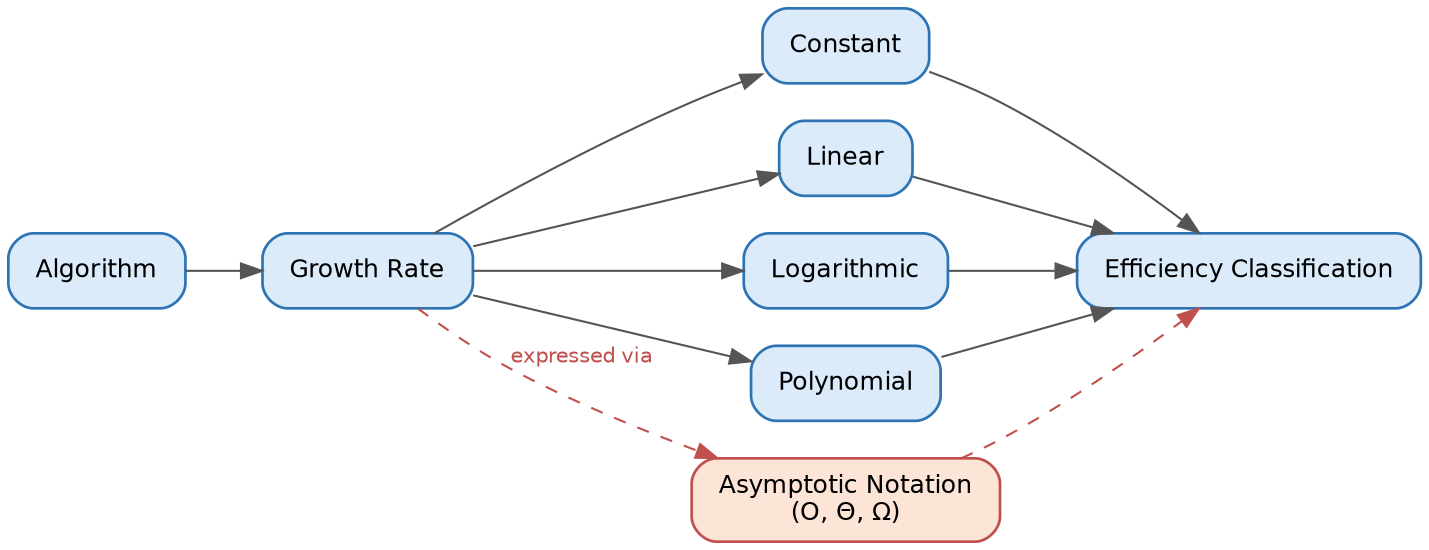 Constant
Linear
Algorithm
Growth Rate
Logarithmic
Efficiency Classification
expressed via
Polynomial
Asymptotic Notation
(O, Θ, Ω)